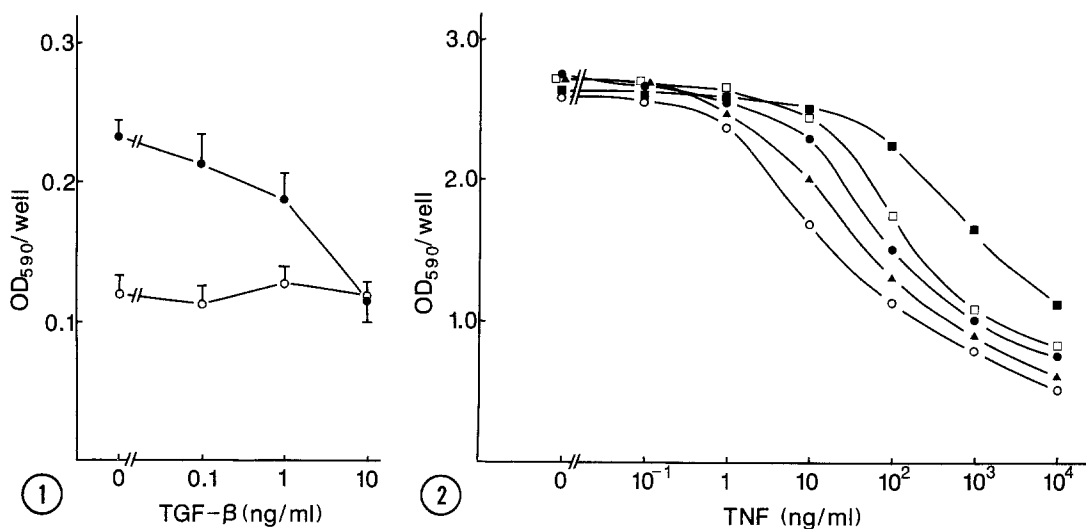 0.3
0.2
0.1
OD₅₉₀/well
0 0.1 1 10
TGF-β (ng/ml)
1
3.0
2.0
1.0
OD₅₉₀/well
0 10⁻¹ 1 10 10² 10³ 10⁴
TNF (ng/ml)
2